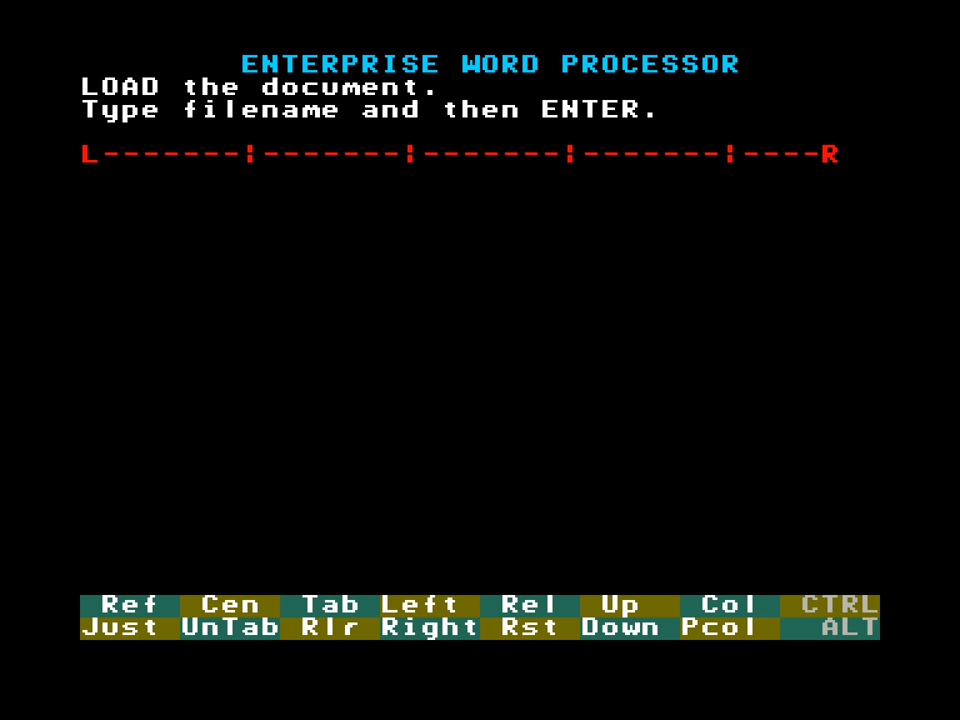 ENTERPRISE WORD PROCESSOR
LOAD the document.
Type filename and then ENTER.
L-------¦-------¦-------¦-------¦----R
Ref Cen Tab Left Rel Up Col CTRL
Just UnTab Rlr Right Rst Down Pcol ALT